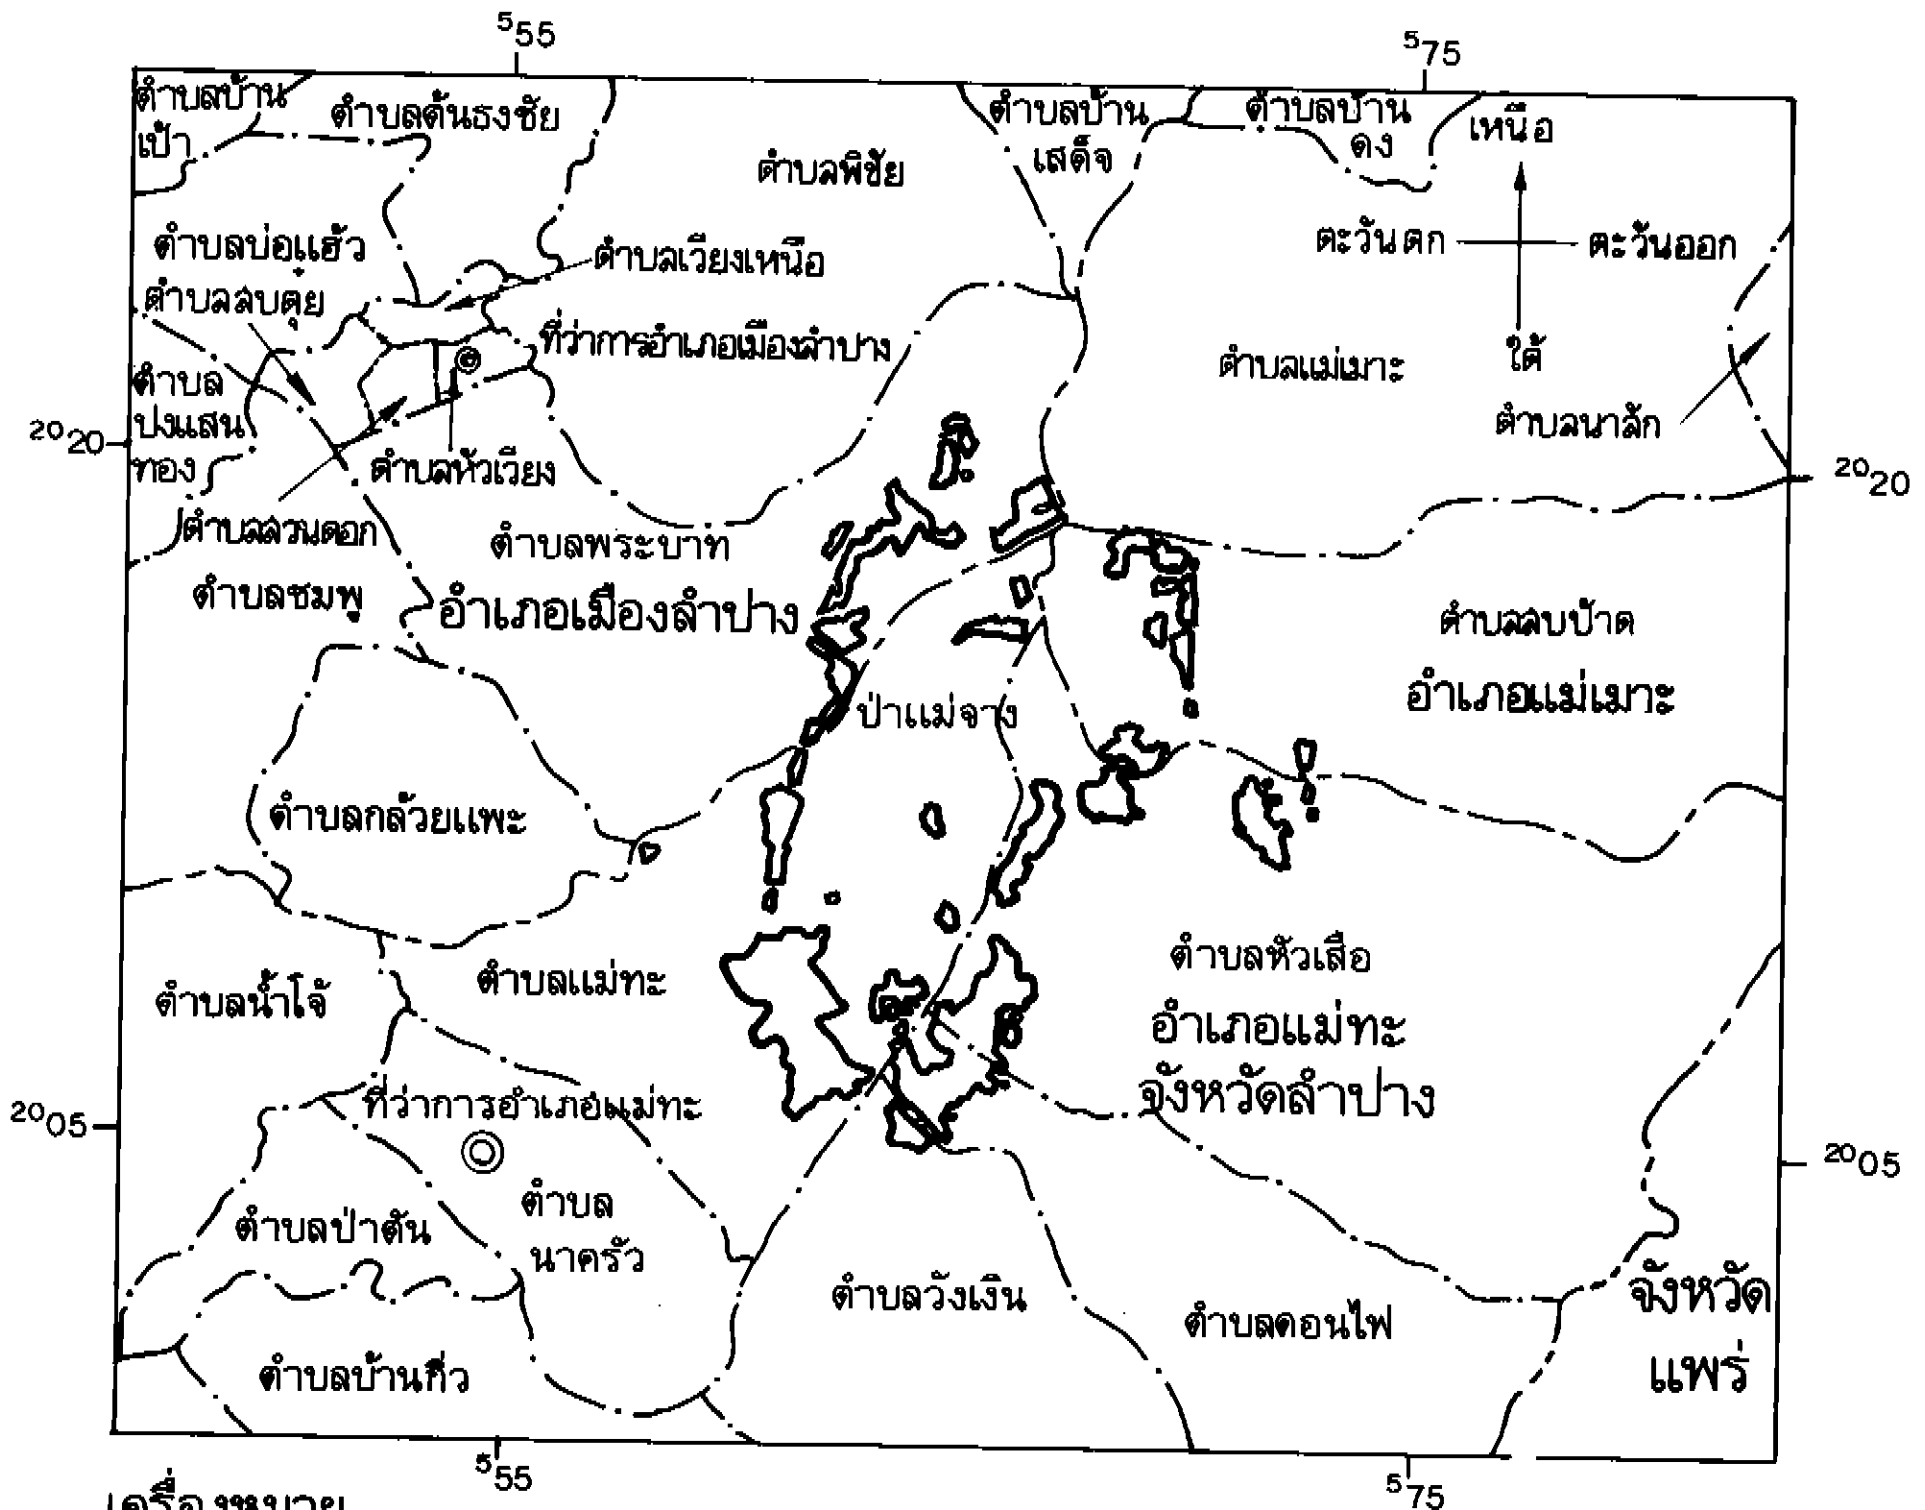 555
575
ตำบลบ้าน
เป้า
ตำบลต้นธงชัย
ตำบลพิชัย
ตำบลบ้าน
เสด็จ
ตำบลบ้าน
ดง
เหนือ
ตะวันตก
ตะวันออก
ใต้
ตำบลบ่อแฮ้ว
ตำบลสบตุ๋ย
ตำบลเวียงเหนือ
ที่ว่าการอำเภอเมืองลำปาง
ตำบลแม่เมาะ
ตำบลนาสัก
ตำบล
ปงแสน
ทอง
2020
2020
ตำบลหัวเวียง
ตำบลสวนดอก
ตำบลพระบาท
ตำบลชมพู
อำเภอเมืองลำปาง
ตำบลสบป้าด
อำเภอแม่เมาะ
ป่าแม่จาง
ตำบลกล้วยแพะ
ตำบลน้ำโจ้
ตำบลแม่ทะ
ตำบลหัวเสือ
อำเภอแม่ทะ
จังหวัดลำปาง
2005
2005
ที่ว่าการอำเภอแม่ทะ
ตำบลป่าตัน
ตำบล
นาครัว
ตำบลวังเงิน
ตำบลดอนไฟ
จังหวัด
แพร่
ตำบลบ้านกิ่ว
555
575
เครื่องหมาย